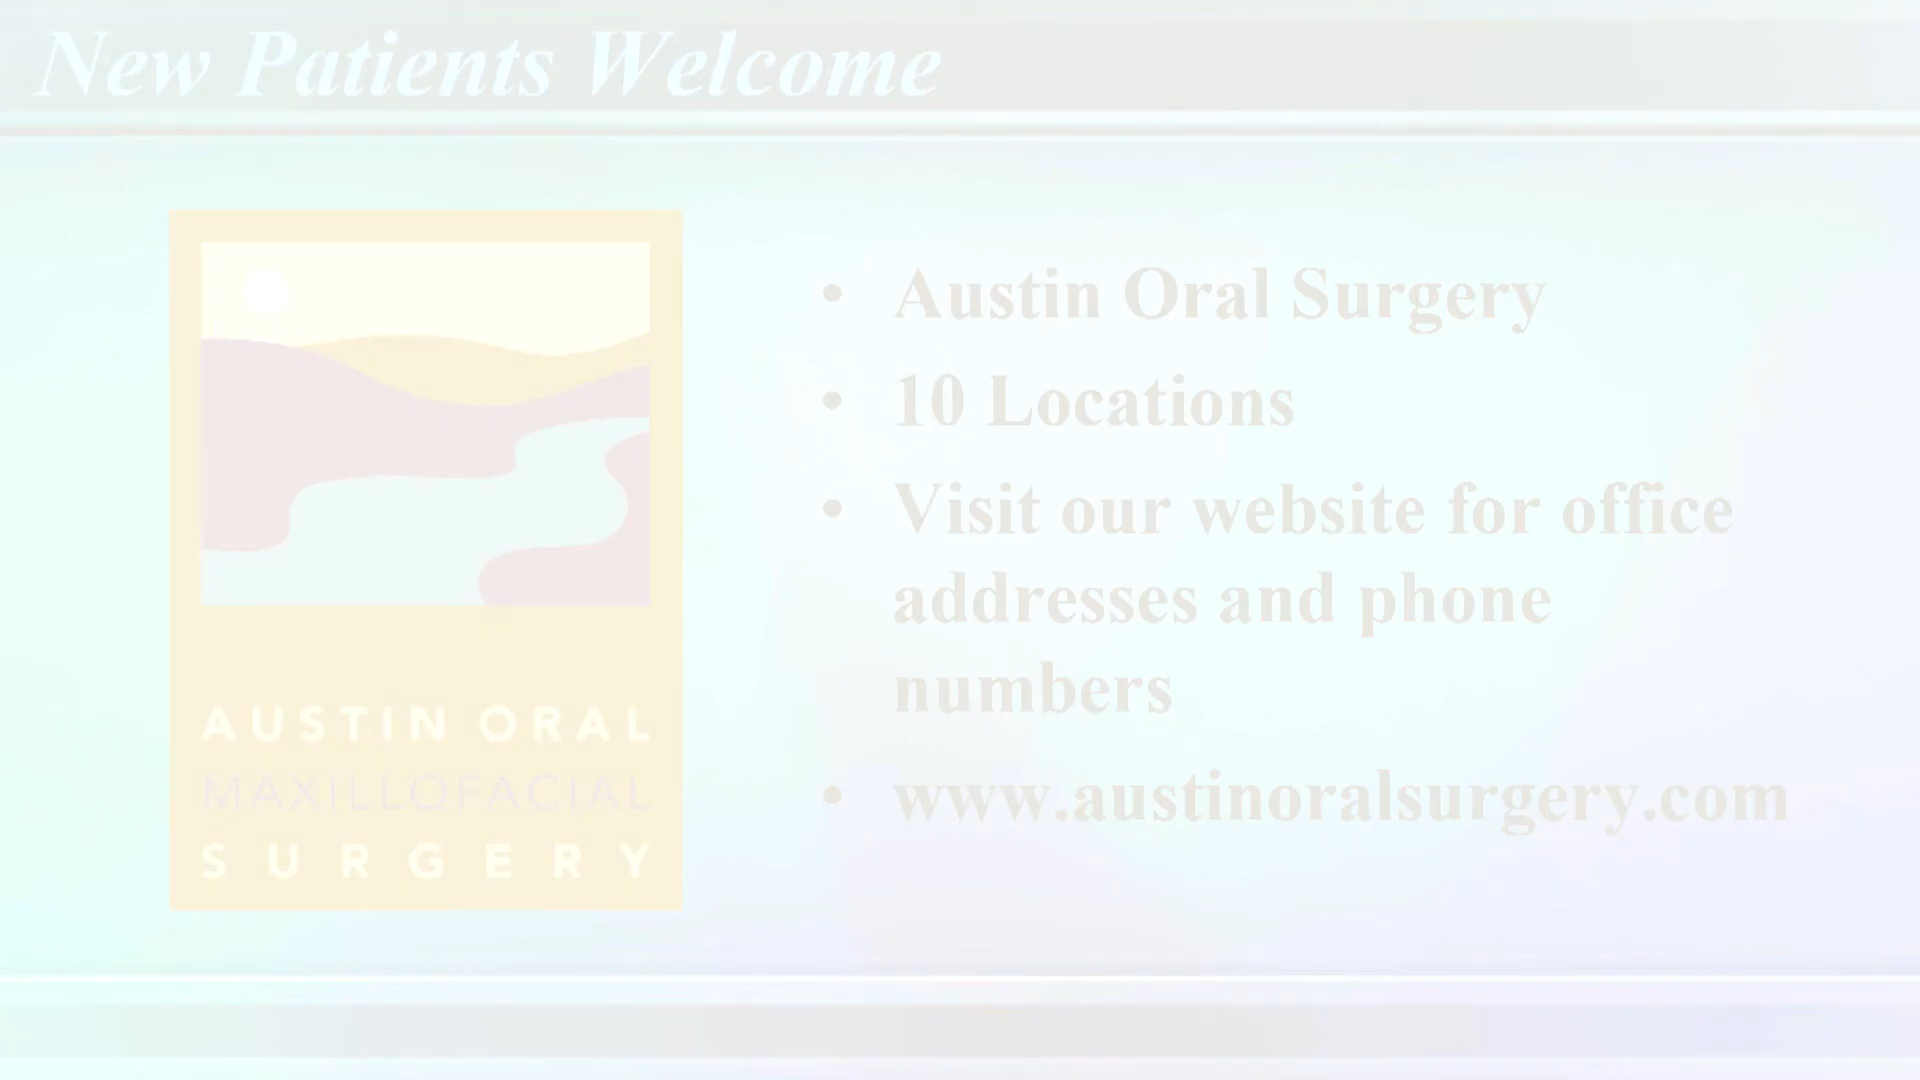 New Patients Welcome
AUSTIN ORAL
MAXILLOFACIAL
SURGERY
• Austin Oral Surgery
• 10 Locations
• Visit our website for office
addresses and phone
numbers
• www.austinoralsurgery.com